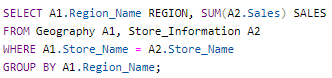 SELECT A1.Region_Name REGION, SUM(A2.Sales) SALES
FROM Geography A1, Store_Information A2
WHERE A1.Store_Name = A2.Store_Name
GROUP BY A1.Region_Name;